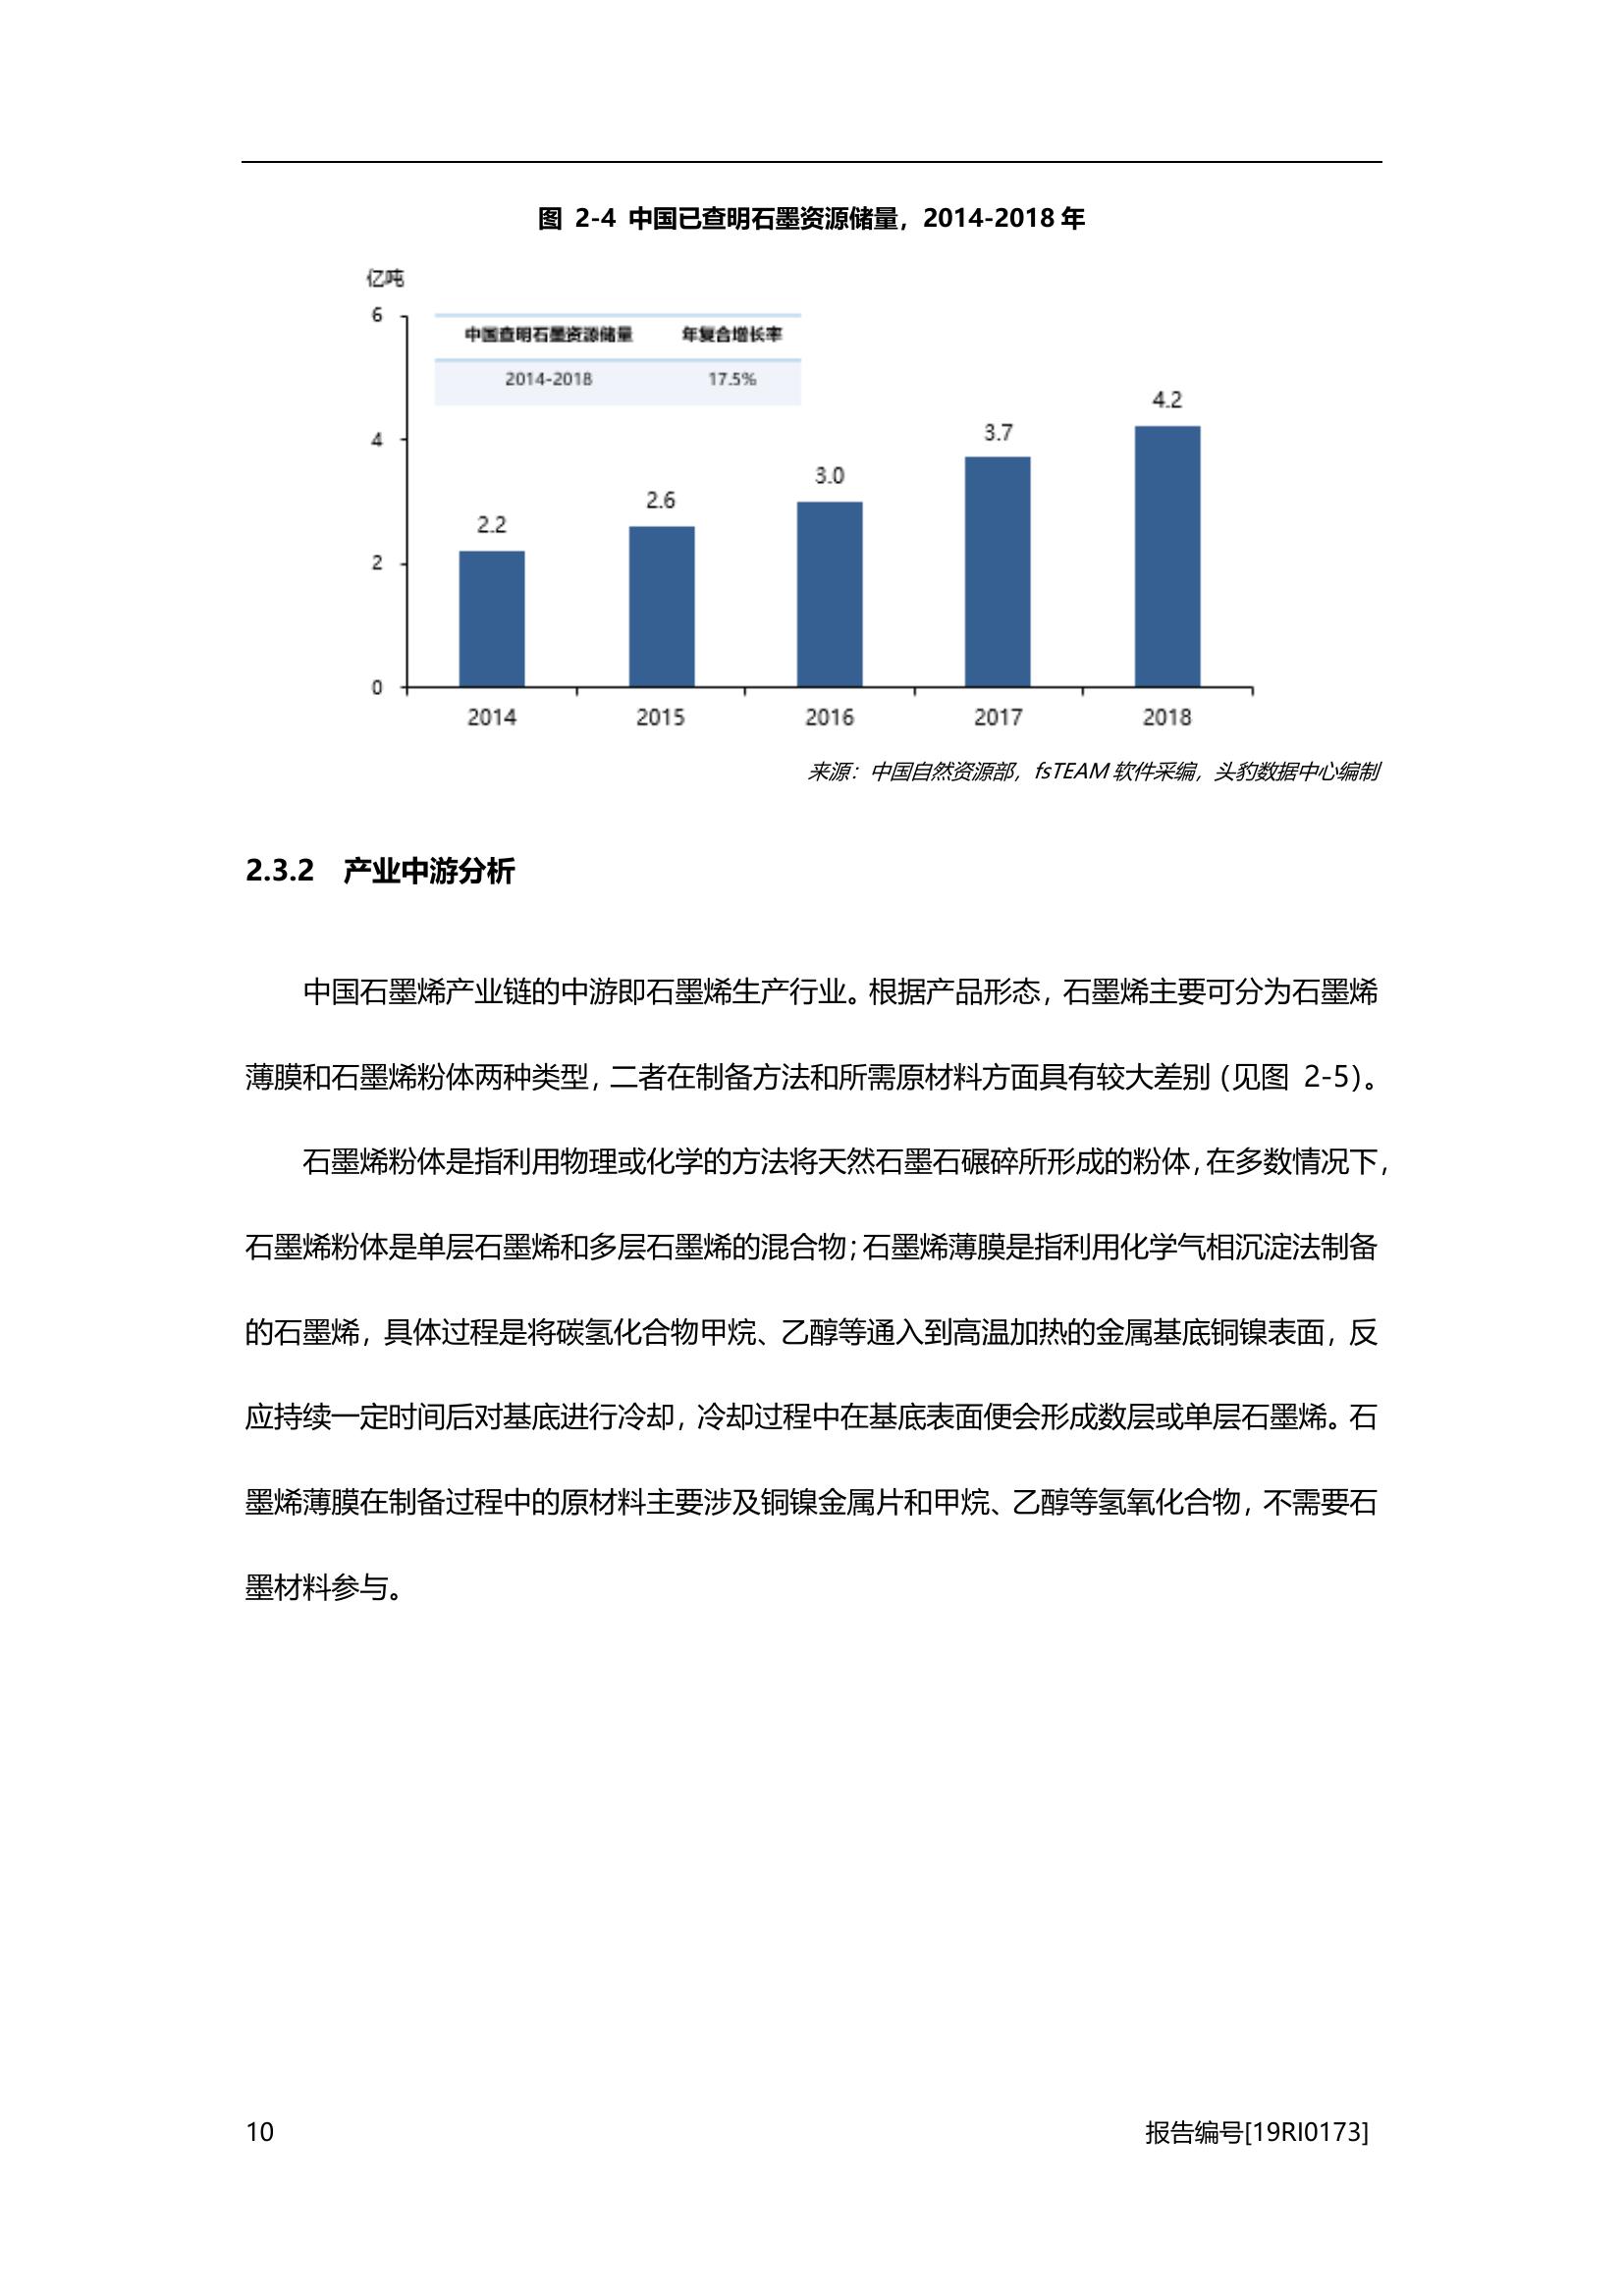 图 2-4 中国已查明石墨资源储量，2014-2018 年
亿吨
6
中国查明石墨资源储量 年复合增长率
2014-2018 17.5%
4.2
4
3.7
3.0
2.6
2.2
2
0
2014 2015 2016 2017 2018
来源：中国自然资源部，fsTEAM 软件采编，头豹数据中心编制
2.3.2 产业中游分析
中国石墨烯产业链的中游即石墨烯生产行业。根据产品形态，石墨烯主要可分为石墨烯
薄膜和石墨烯粉体两种类型，二者在制备方法和所需原材料方面具有较大差别（见图 2-5）。
石墨烯粉体是指利用物理或化学的方法将天然石墨石碾碎所形成的粉体，在多数情况下，
石墨烯粉体是单层石墨烯和多层石墨烯的混合物；石墨烯薄膜是指利用化学气相沉淀法制备
的石墨烯，具体过程是将碳氢化合物甲烷、乙醇等通入到高温加热的金属基底铜镍表面，反
应持续一定时间后对基底进行冷却，冷却过程中在基底表面便会形成数层或单层石墨烯。石
墨烯薄膜在制备过程中的原材料主要涉及铜镍金属片和甲烷、乙醇等氢氧化合物，不需要石
墨材料参与。
10 报告编号[19RI0173]